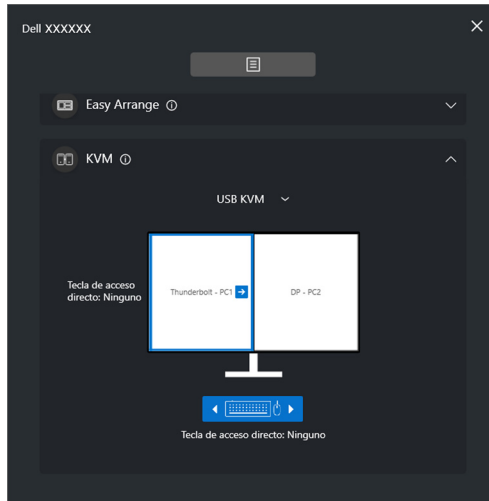 Dell XXXXXX
Easy Arrange
KVM
USB KVM
Tecla de acceso
directo: Ninguno
Thunderbolt - PC1
DP - PC2
Tecla de acceso directo: Ninguno